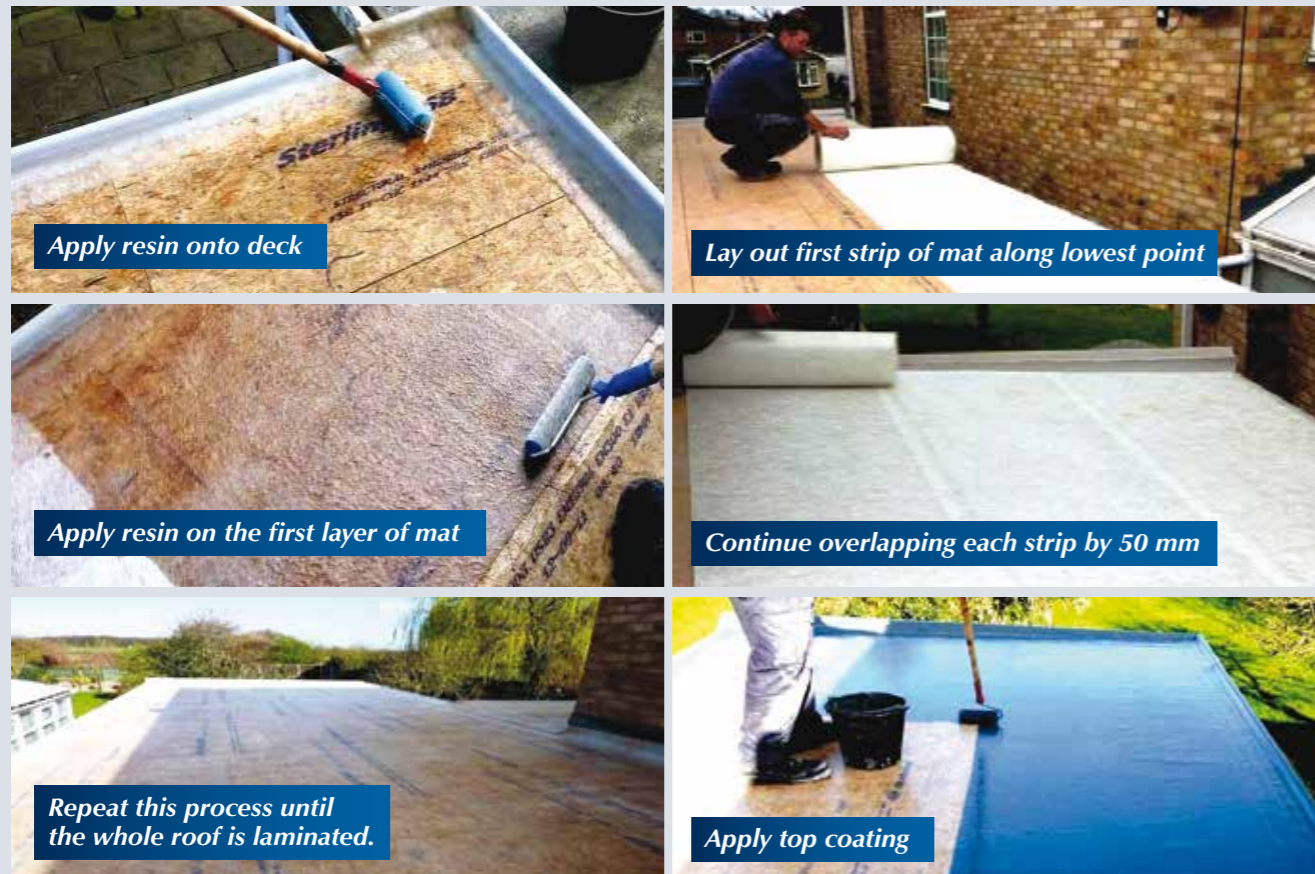 Apply resin onto deck
Lay out first strip of mat along lowest point
Apply resin on the first layer of mat
Continue overlapping each strip by 50 mm
Repeat this process until
the whole roof is laminated.
Apply top coating